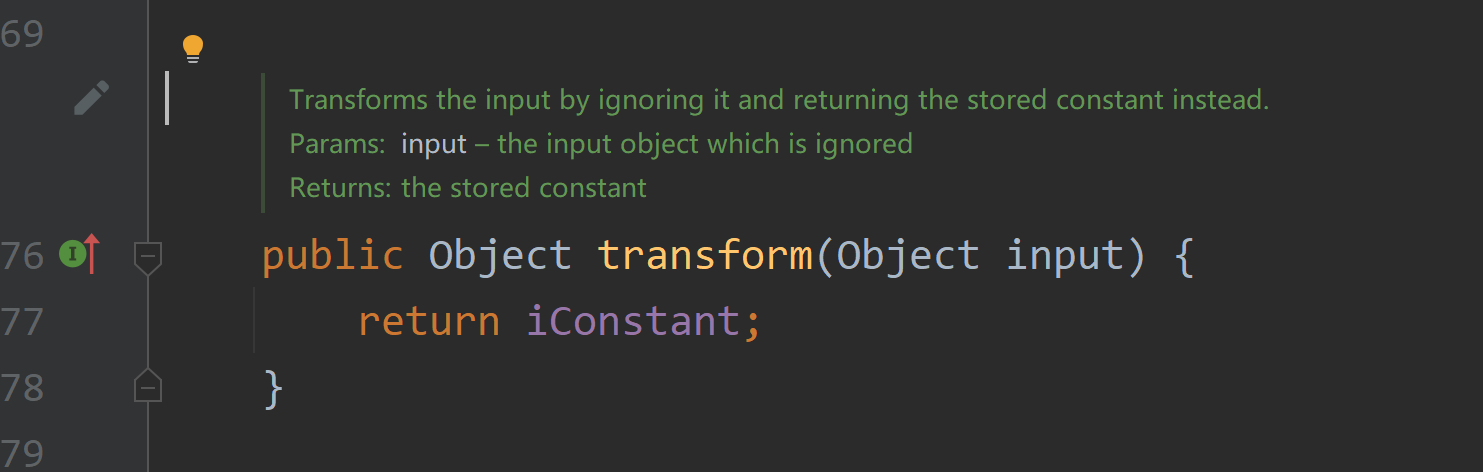 69
Transforms the input by ignoring it and returning the stored constant instead.
Params: input – the input object which is ignored
Returns: the stored constant
76 I public Object transform(Object input) {
77 return iConstant;
78 }
79